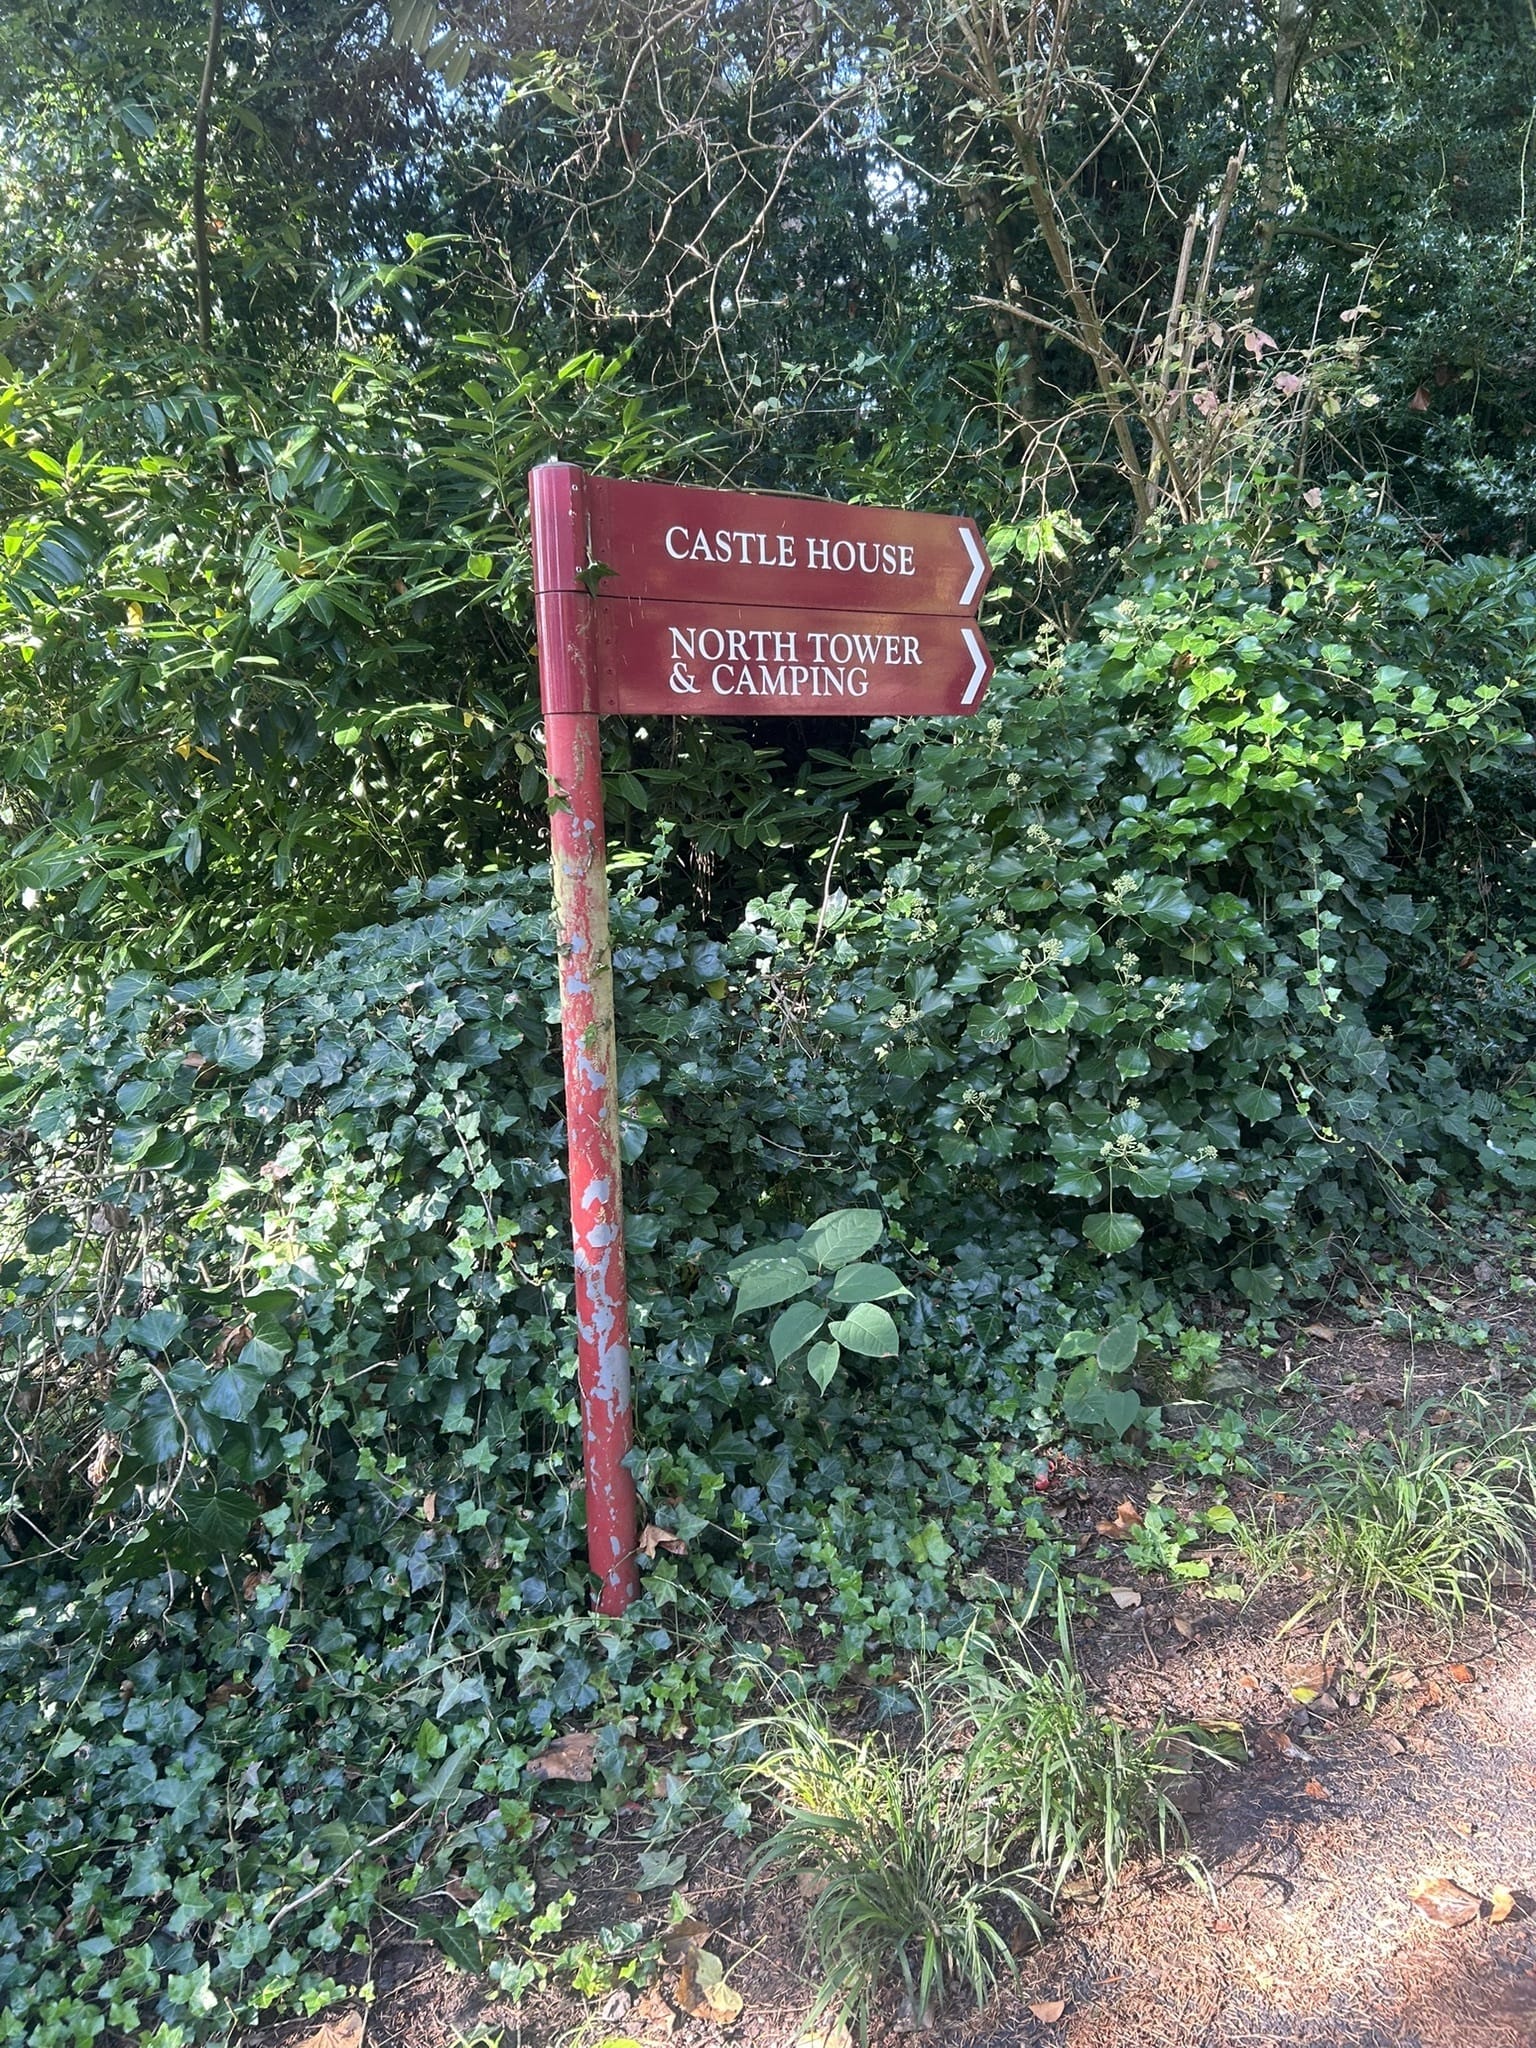 CASTLE HOUSE
NORTH TOWER
& CAMPING